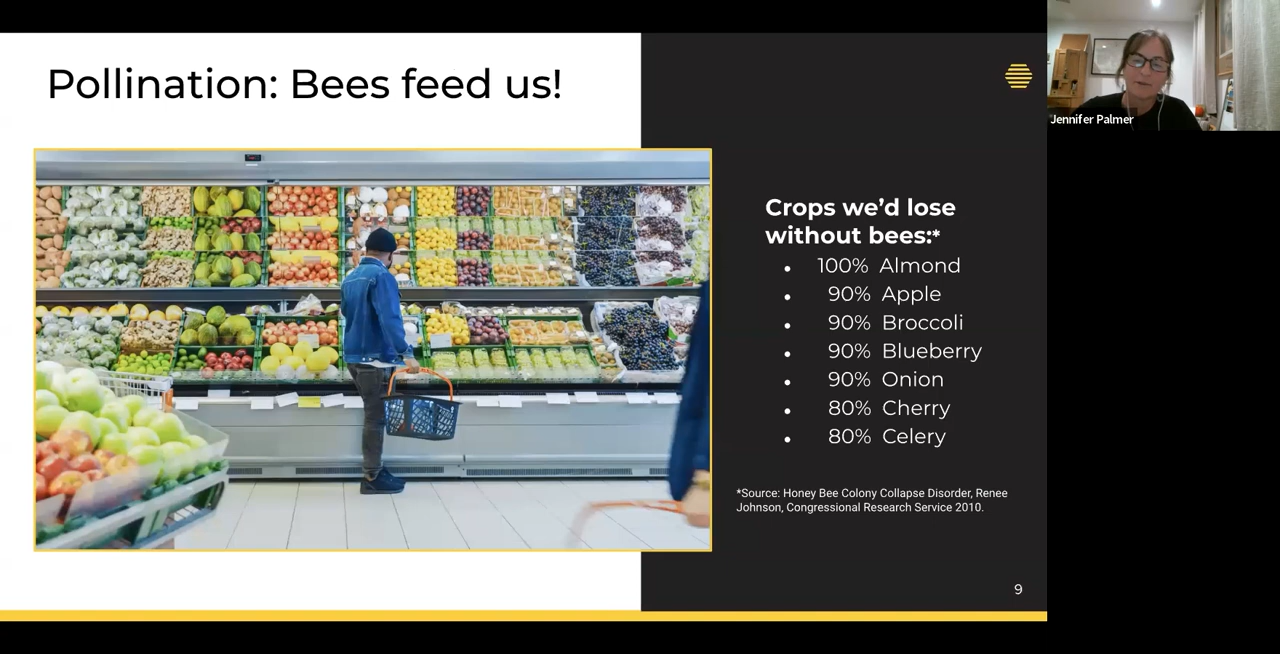 Pollination: Bees feed us!
Jennifer Palmer
Crops we'd lose
without bees:*
• 100% Almond
• 90% Apple
• 90% Broccoli
• 90% Blueberry
• 90% Onion
• 80% Cherry
• 80% Celery
*Source: Honey Bee Colony Collapse Disorder, Renee
Johnson, Congressional Research Service 2010.
9